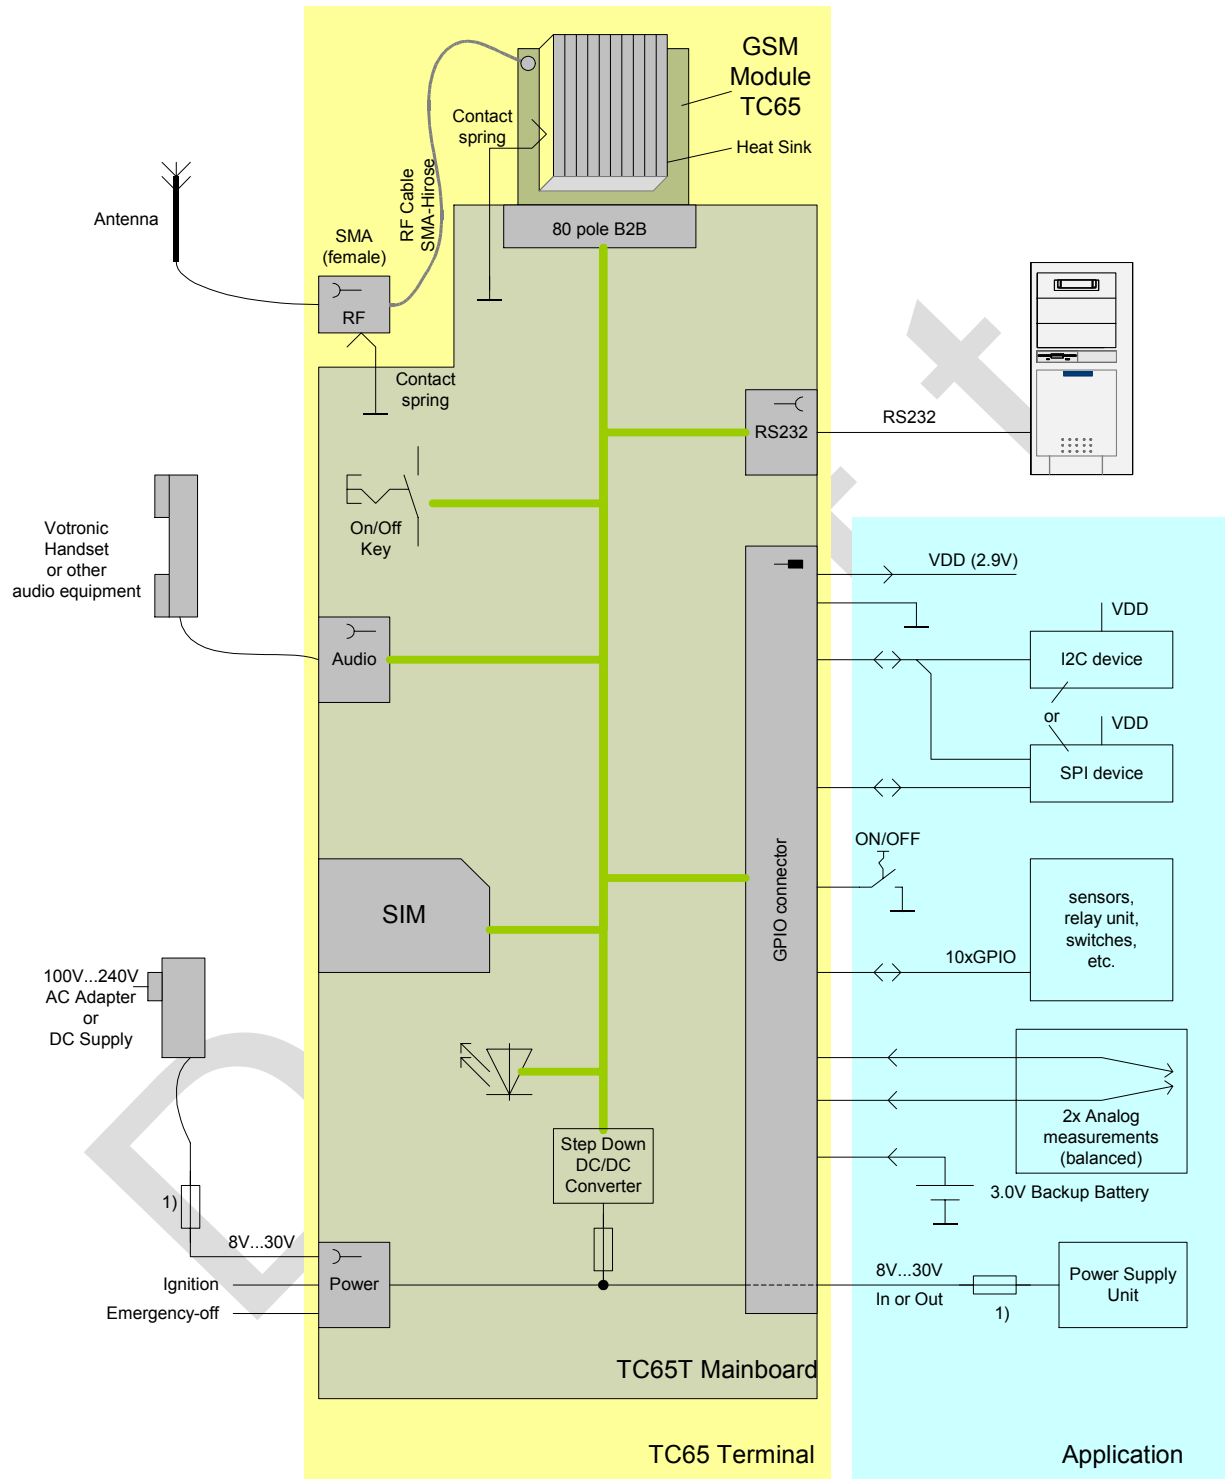 GSM
Module
TC65
Contact
spring
Heat Sink
RF Cable
SMA-Hirose
Antenna
SMA
(female)
80 pole B2B
RF
Contact
spring
RS232
RS232
On/Off
Key
Votronic
Handset
or other
audio equipment
VDD (2.9V)
VDD
Audio
I2C device
or
VDD
SPI device
ON/OFF
GPIO connector
SIM
sensors,
relay unit,
switches,
etc.
10xGPIO
100V...240V
AC Adapter
or
DC Supply
2x Analog
measurements
(balanced)
Step Down
DC/DC
Converter
3.0V Backup Battery
1)
8V...30V
Ignition
Power
Emergency-off
8V...30V
In or Out
1)
Power Supply
Unit
TC65T Mainboard
TC65 Terminal
Application